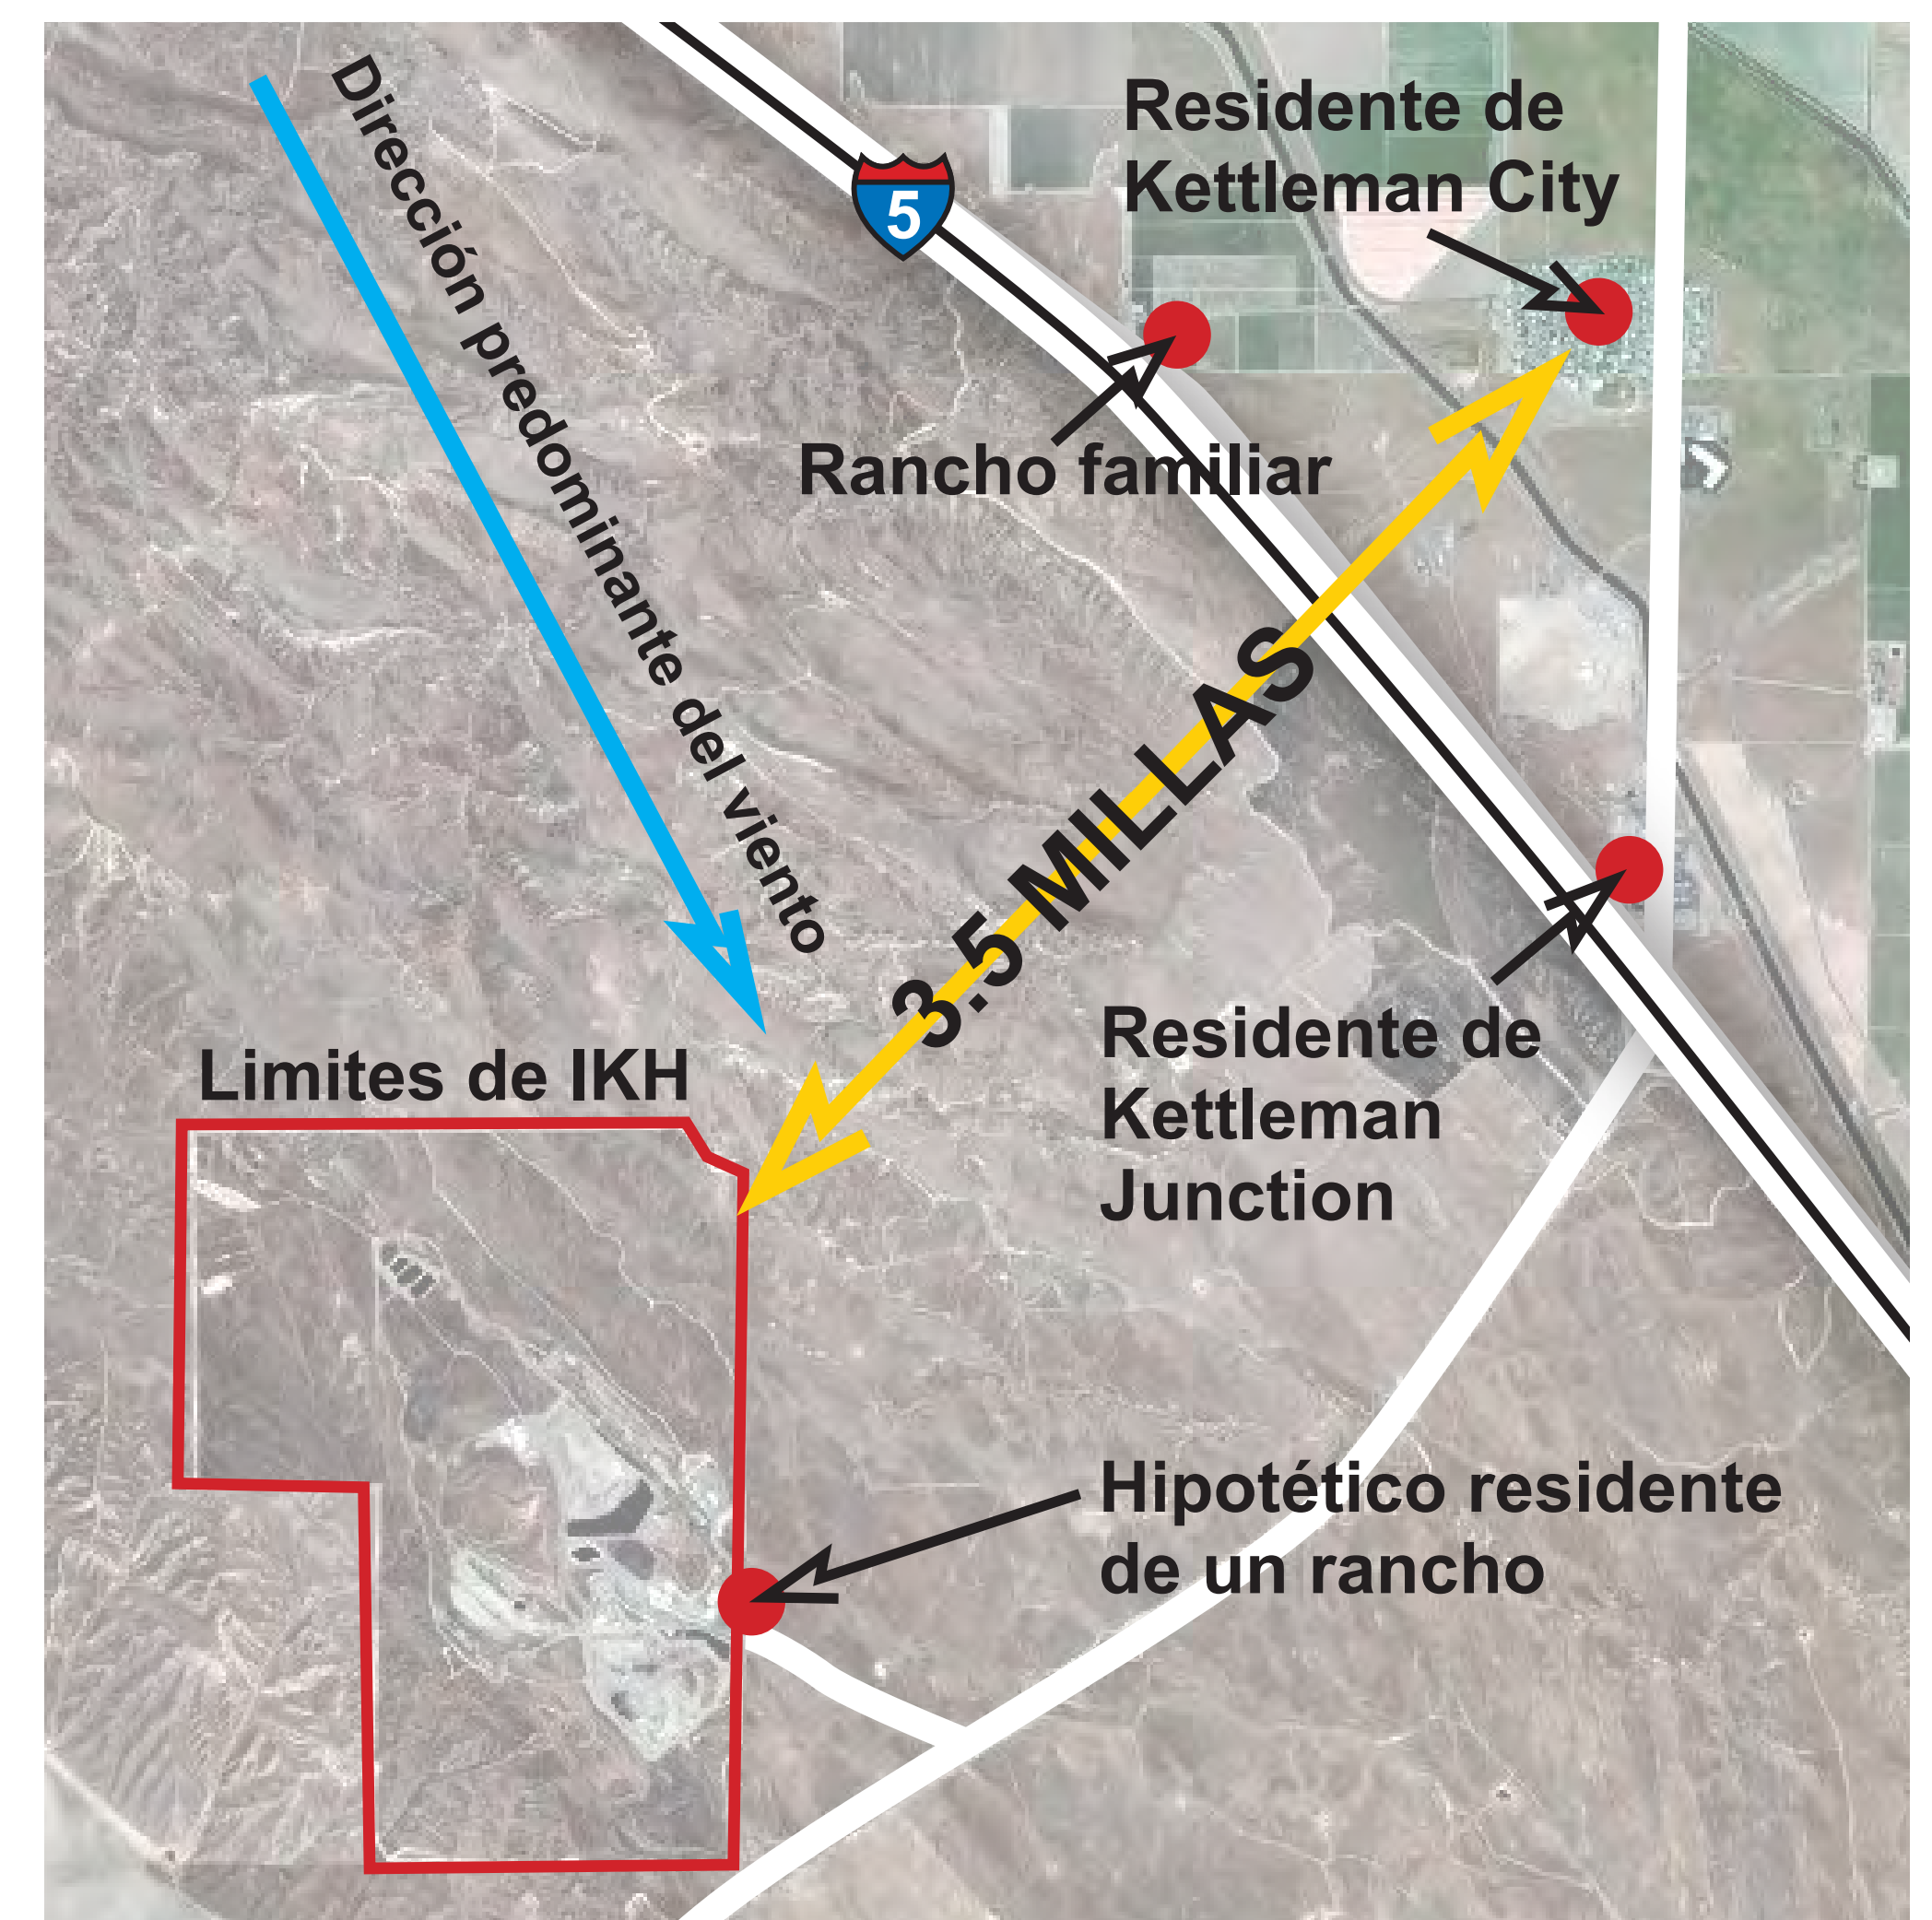 Dirección predominante del viento
5
Residente de
Kettleman City
Rancho familiar
3.5 MILLAS
Residente de
Kettleman
Junction
Limites de IKH
Hipotético residente
de un rancho